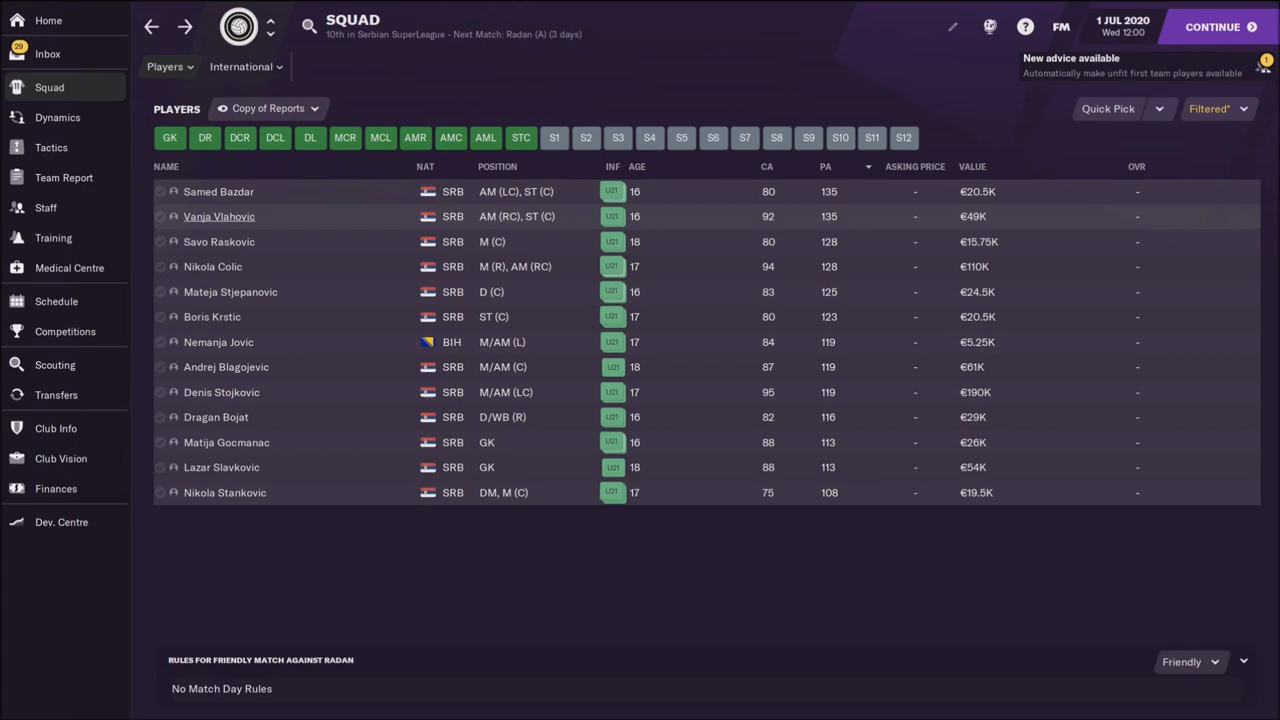 Home
29
Inbox
Squad
Dynamics
Tactics
Team Report
Staff
Training
Medical Centre
Schedule
Competitions
Scouting
Transfers
Club Info
Club Vision
Finances
Dev. Centre
SQUAD
10th in Serbian SuperLeague - Next Match: Radan (A) (3 days)
FM
1 JUL 2020
Wed 12:00
CONTINUE
New advice available
Automatically make unfit first team players available
1
Players
International
PLAYERS
Copy of Reports
Quick Pick
Filtered*
GK DR DCR DCL DL MCR MCL AMR AMC AML STC S1 S2 S3 S4 S5 S6 S7 S8 S9 S10 S11 S12
NAME NAT POSITION INF AGE CA PA ASKING PRICE VALUE OVR
Samed Bazdar SRB AM (LC), ST (C) U21 16 80 135 - €20.5K -
Vanja Vlahovic SRB AM (RC), ST (C) U21 16 92 135 - €49K -
Savo Raskovic SRB M (C) U21 18 80 128 - €15.75K -
Nikola Colic SRB M (R), AM (RC) U21 17 94 128 - €110K -
Mateja Stjepanovic SRB D (C) U21 16 83 125 - €24.5K -
Boris Krstic SRB ST (C) U21 17 80 123 - €20.5K -
Nemanja Jovic BIH M/AM (L) U21 17 84 119 - €5.25K -
Andrej Blagojevic SRB M/AM (C) U21 18 87 119 - €61K -
Denis Stojkovic SRB M/AM (LC) U21 17 95 119 - €190K -
Dragan Bojat SRB D/WB (R) U21 16 82 116 - €29K -
Matija Gocmanac SRB GK U21 16 88 113 - €26K -
Lazar Slavkovic SRB GK U21 18 88 113 - €54K -
Nikola Stankovic SRB DM, M (C) U21 17 75 108 - €19.5K -
RULES FOR FRIENDLY MATCH AGAINST RADAN
Friendly
No Match Day Rules